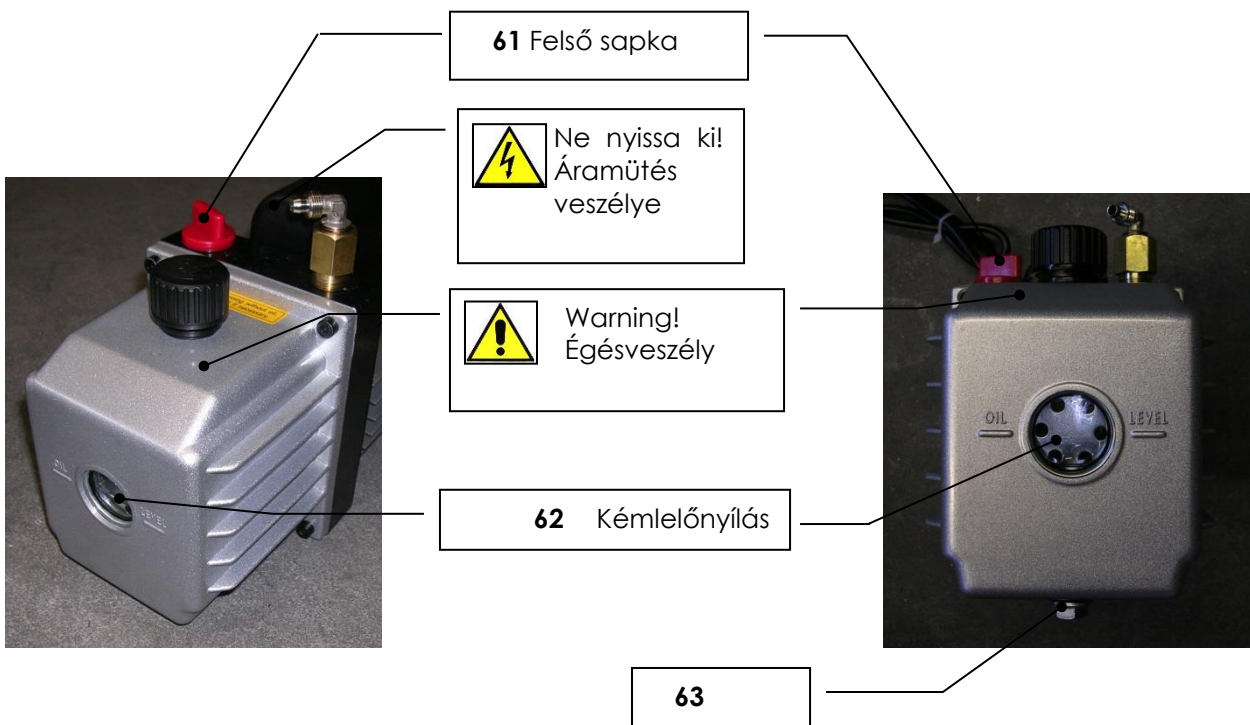 61 Felső sapka
Ne nyissa ki!
Áramütés
veszélye
Warning!
Égésveszély
OIL
LEVEL
62 Kémlelőnyílás
OIL
LEVEL
63